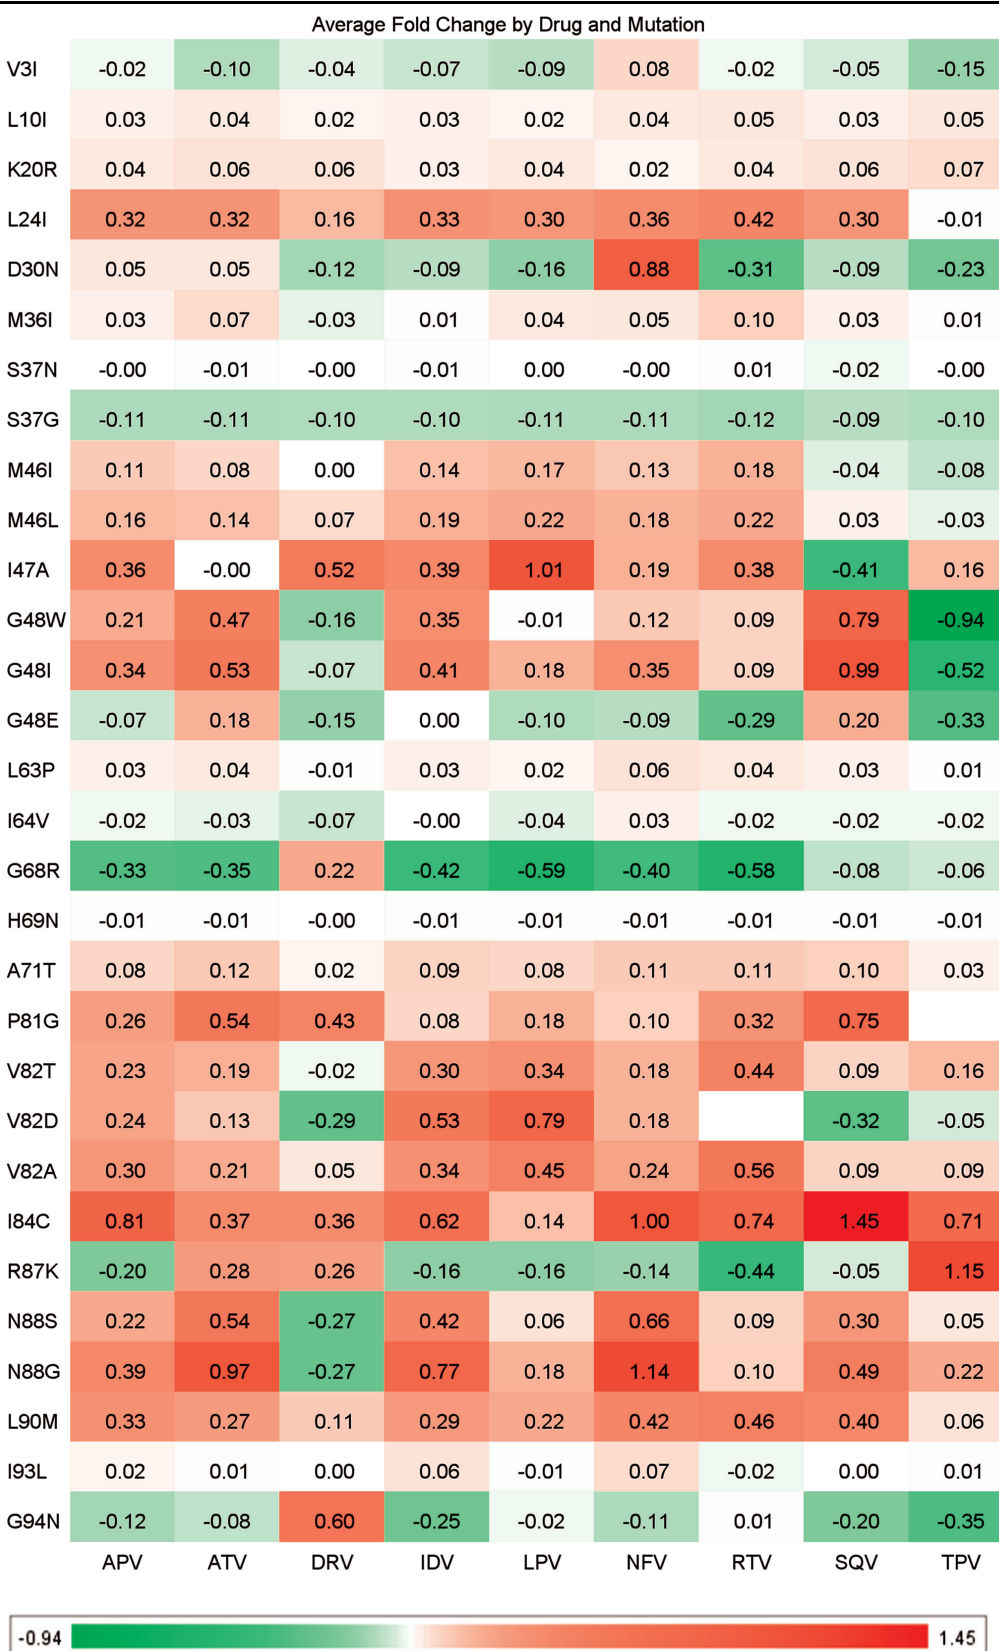 Average Fold Change by Drug and Mutation
V3I -0.02 -0.10 -0.04 -0.07 -0.09 0.08 -0.02 -0.05 -0.15
L10I 0.03 0.04 0.02 0.03 0.02 0.04 0.05 0.03 0.05
K20R 0.04 0.06 0.06 0.03 0.04 0.02 0.04 0.06 0.07
L24I 0.32 0.32 0.16 0.33 0.30 0.36 0.42 0.30 -0.01
D30N 0.05 0.05 -0.12 -0.09 -0.16 0.88 -0.31 -0.09 -0.23
M36I 0.03 0.07 -0.03 0.01 0.04 0.05 0.10 0.03 0.01
S37N -0.00 -0.01 -0.00 -0.01 0.00 -0.00 0.01 -0.02 -0.00
S37G -0.11 -0.11 -0.10 -0.10 -0.11 -0.11 -0.12 -0.09 -0.10
M46I 0.11 0.08 0.00 0.14 0.17 0.13 0.18 -0.04 -0.08
M46L 0.16 0.14 0.07 0.19 0.22 0.18 0.22 0.03 -0.03
I47A 0.36 -0.00 0.52 0.39 1.01 0.19 0.38 -0.41 0.16
G48W 0.21 0.47 -0.16 0.35 -0.01 0.12 0.09 0.79 -0.94
G48I 0.34 0.53 -0.07 0.41 0.18 0.35 0.09 0.99 -0.52
G48E -0.07 0.18 -0.15 0.00 -0.10 -0.09 -0.29 0.20 -0.33
L63P 0.03 0.04 -0.01 0.03 0.02 0.06 0.04 0.03 0.01
I64V -0.02 -0.03 -0.07 -0.00 -0.04 0.03 -0.02 -0.02 -0.02
G68R -0.33 -0.35 0.22 -0.42 -0.59 -0.40 -0.58 -0.08 -0.06
H69N -0.01 -0.01 -0.00 -0.01 -0.01 -0.01 -0.01 -0.01 -0.01
A71T 0.08 0.12 0.02 0.09 0.08 0.11 0.11 0.10 0.03
P81G 0.26 0.54 0.43 0.08 0.18 0.10 0.32 0.75
V82T 0.23 0.19 -0.02 0.30 0.34 0.18 0.44 0.09 0.16
V82D 0.24 0.13 -0.29 0.53 0.79 0.18 -0.32 -0.05
V82A 0.30 0.21 0.05 0.34 0.45 0.24 0.56 0.09 0.09
I84C 0.81 0.37 0.36 0.62 0.14 1.00 0.74 1.45 0.71
R87K -0.20 0.28 0.26 -0.16 -0.16 -0.14 -0.44 -0.05 1.15
N88S 0.22 0.54 -0.27 0.42 0.06 0.66 0.09 0.30 0.05
N88G 0.39 0.97 -0.27 0.77 0.18 1.14 0.10 0.49 0.22
L90M 0.33 0.27 0.11 0.29 0.22 0.42 0.46 0.40 0.06
I93L 0.02 0.01 0.00 0.06 -0.01 0.07 -0.02 0.00 0.01
G94N -0.12 -0.08 0.60 -0.25 -0.02 -0.11 0.01 -0.20 -0.35
APV ATV DRV IDV LPV NFV RTV SQV TPV
-0.94 1.45